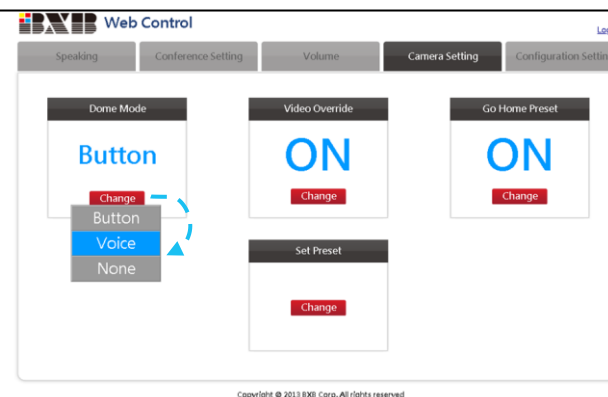 BXB Web Control
Speaking
Conference Setting
Volume
Camera Setting
Configuration
Dome Mode
Button
Change
Button
Voice
None
Video Override
ON
Change
Go Home Preset
ON
Change
Set Preset
Change
Copyright @ 2013 BXB Corp. All rights reserved